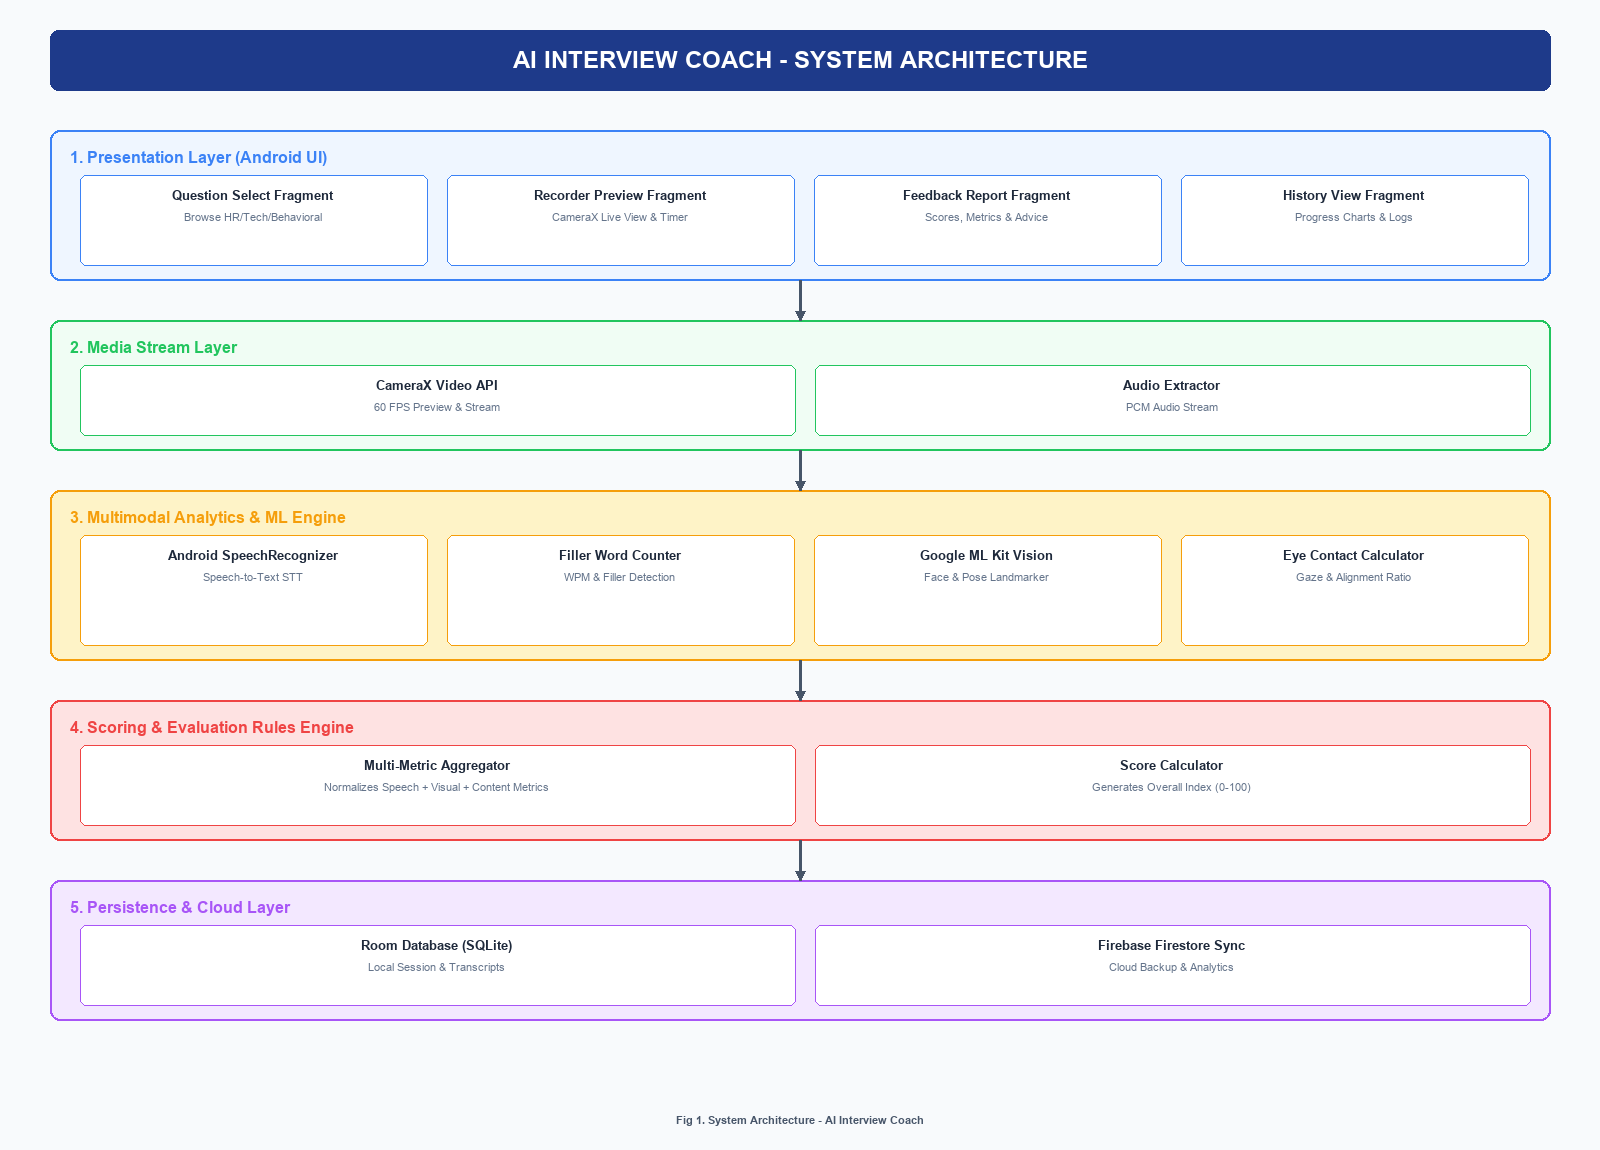 AI INTERVIEW COACH - SYSTEM ARCHITECTURE
1. Presentation Layer (Android UI)
Question Select Fragment
Browse HR/Tech/Behavioral
Recorder Preview Fragment
CameraX Live View & Timer
Feedback Report Fragment
Scores, Metrics & Advice
History View Fragment
Progress Charts & Logs
2. Media Stream Layer
CameraX Video API
60 FPS Preview & Stream
Audio Extractor
PCM Audio Stream
3. Multimodal Analytics & ML Engine
Android SpeechRecognizer
Speech-to-Text STT
Filler Word Counter
WPM & Filler Detection
Google ML Kit Vision
Face & Pose Landmarker
Eye Contact Calculator
Gaze & Alignment Ratio
4. Scoring & Evaluation Rules Engine
Multi-Metric Aggregator
Normalizes Speech + Visual + Content Metrics
Score Calculator
Generates Overall Index (0-100)
5. Persistence & Cloud Layer
Room Database (SQLite)
Local Session & Transcripts
Firebase Firestore Sync
Cloud Backup & Analytics
Fig 1. System Architecture - AI Interview Coach